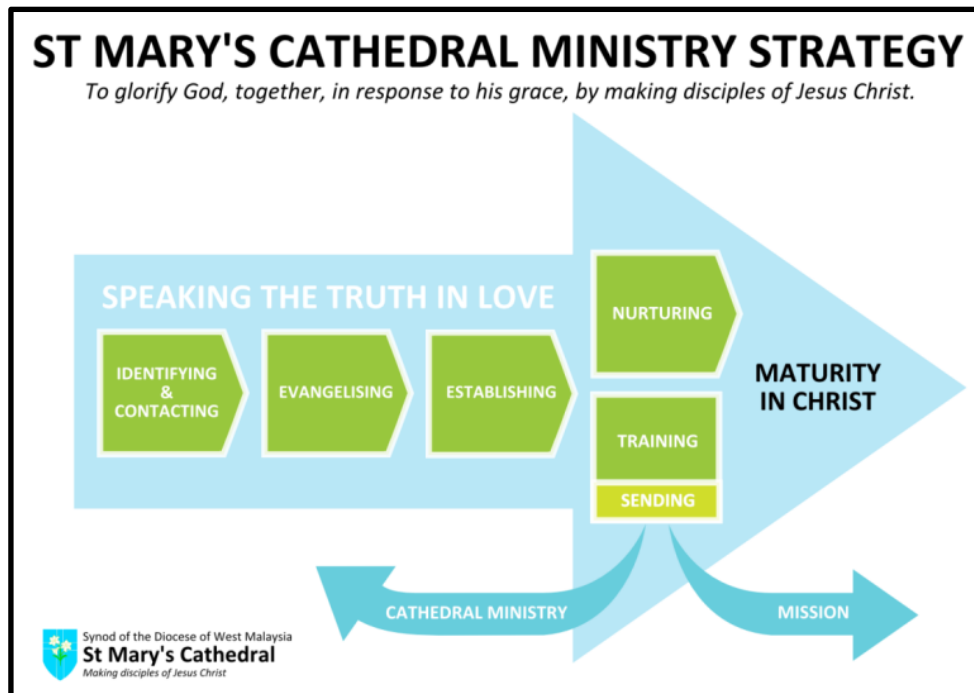 ST MARY'S CATHEDRAL MINISTRY STRATEGY
To glorify God, together, in response to his grace, by making disciples of Jesus Christ.
SPEAKING THE TRUTH IN LOVE
IDENTIFYING
&
CONTACTING
EVANGELISING
ESTABLISHING
NURTURING
TRAINING
SENDING
MATURITY
IN CHRIST
CATHEDRAL MINISTRY
MISSION
Synod of the Diocese of West Malaysia
St Mary's Cathedral
Making disciples of Jesus Christ